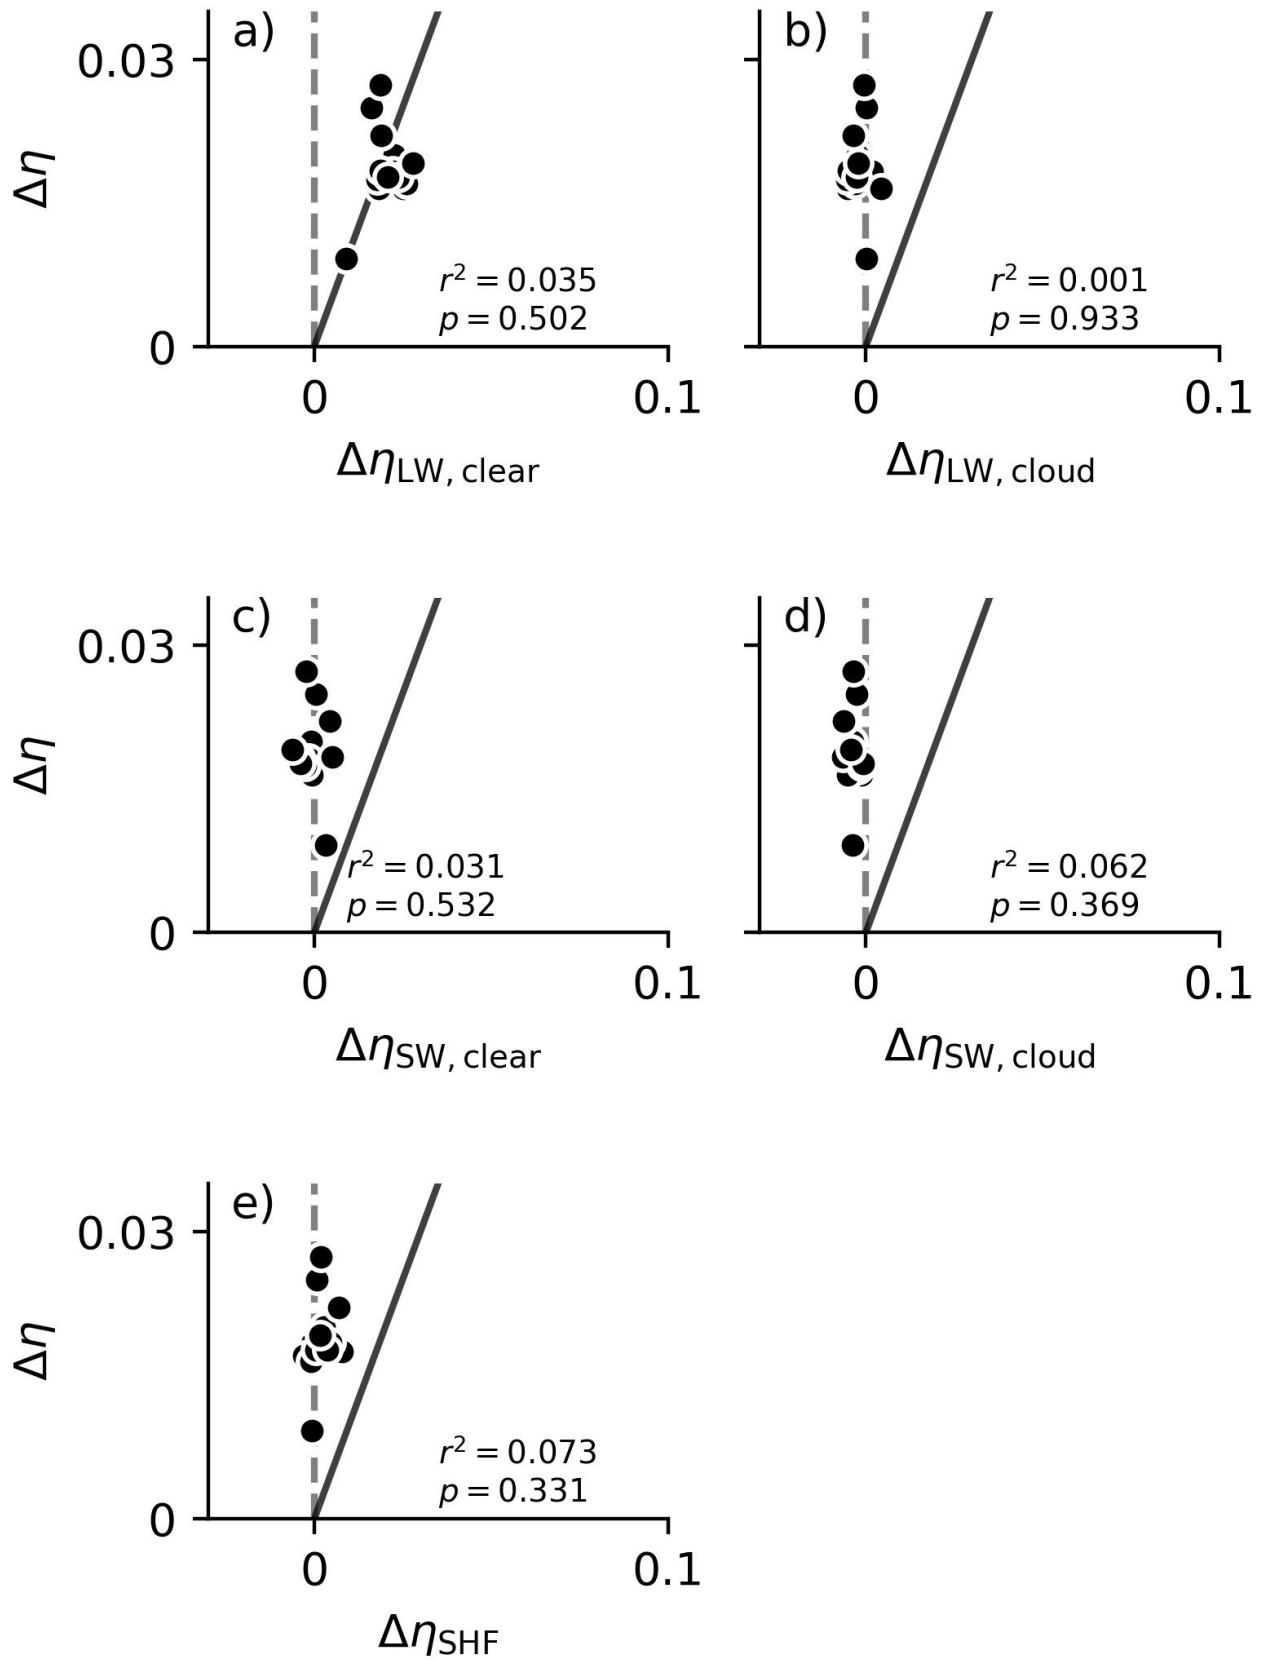 a)
0.03
Δη
0
r² = 0.035
p = 0.502
0 0.1
Δη_LW, clear
b)
r² = 0.001
p = 0.933
0 0.1
Δη_LW, cloud
c)
0.03
Δη
0
r² = 0.031
p = 0.532
0 0.1
Δη_SW, clear
d)
r² = 0.062
p = 0.369
0 0.1
Δη_SW, cloud
e)
0.03
Δη
0
r² = 0.073
p = 0.331
0 0.1
Δη_SHF